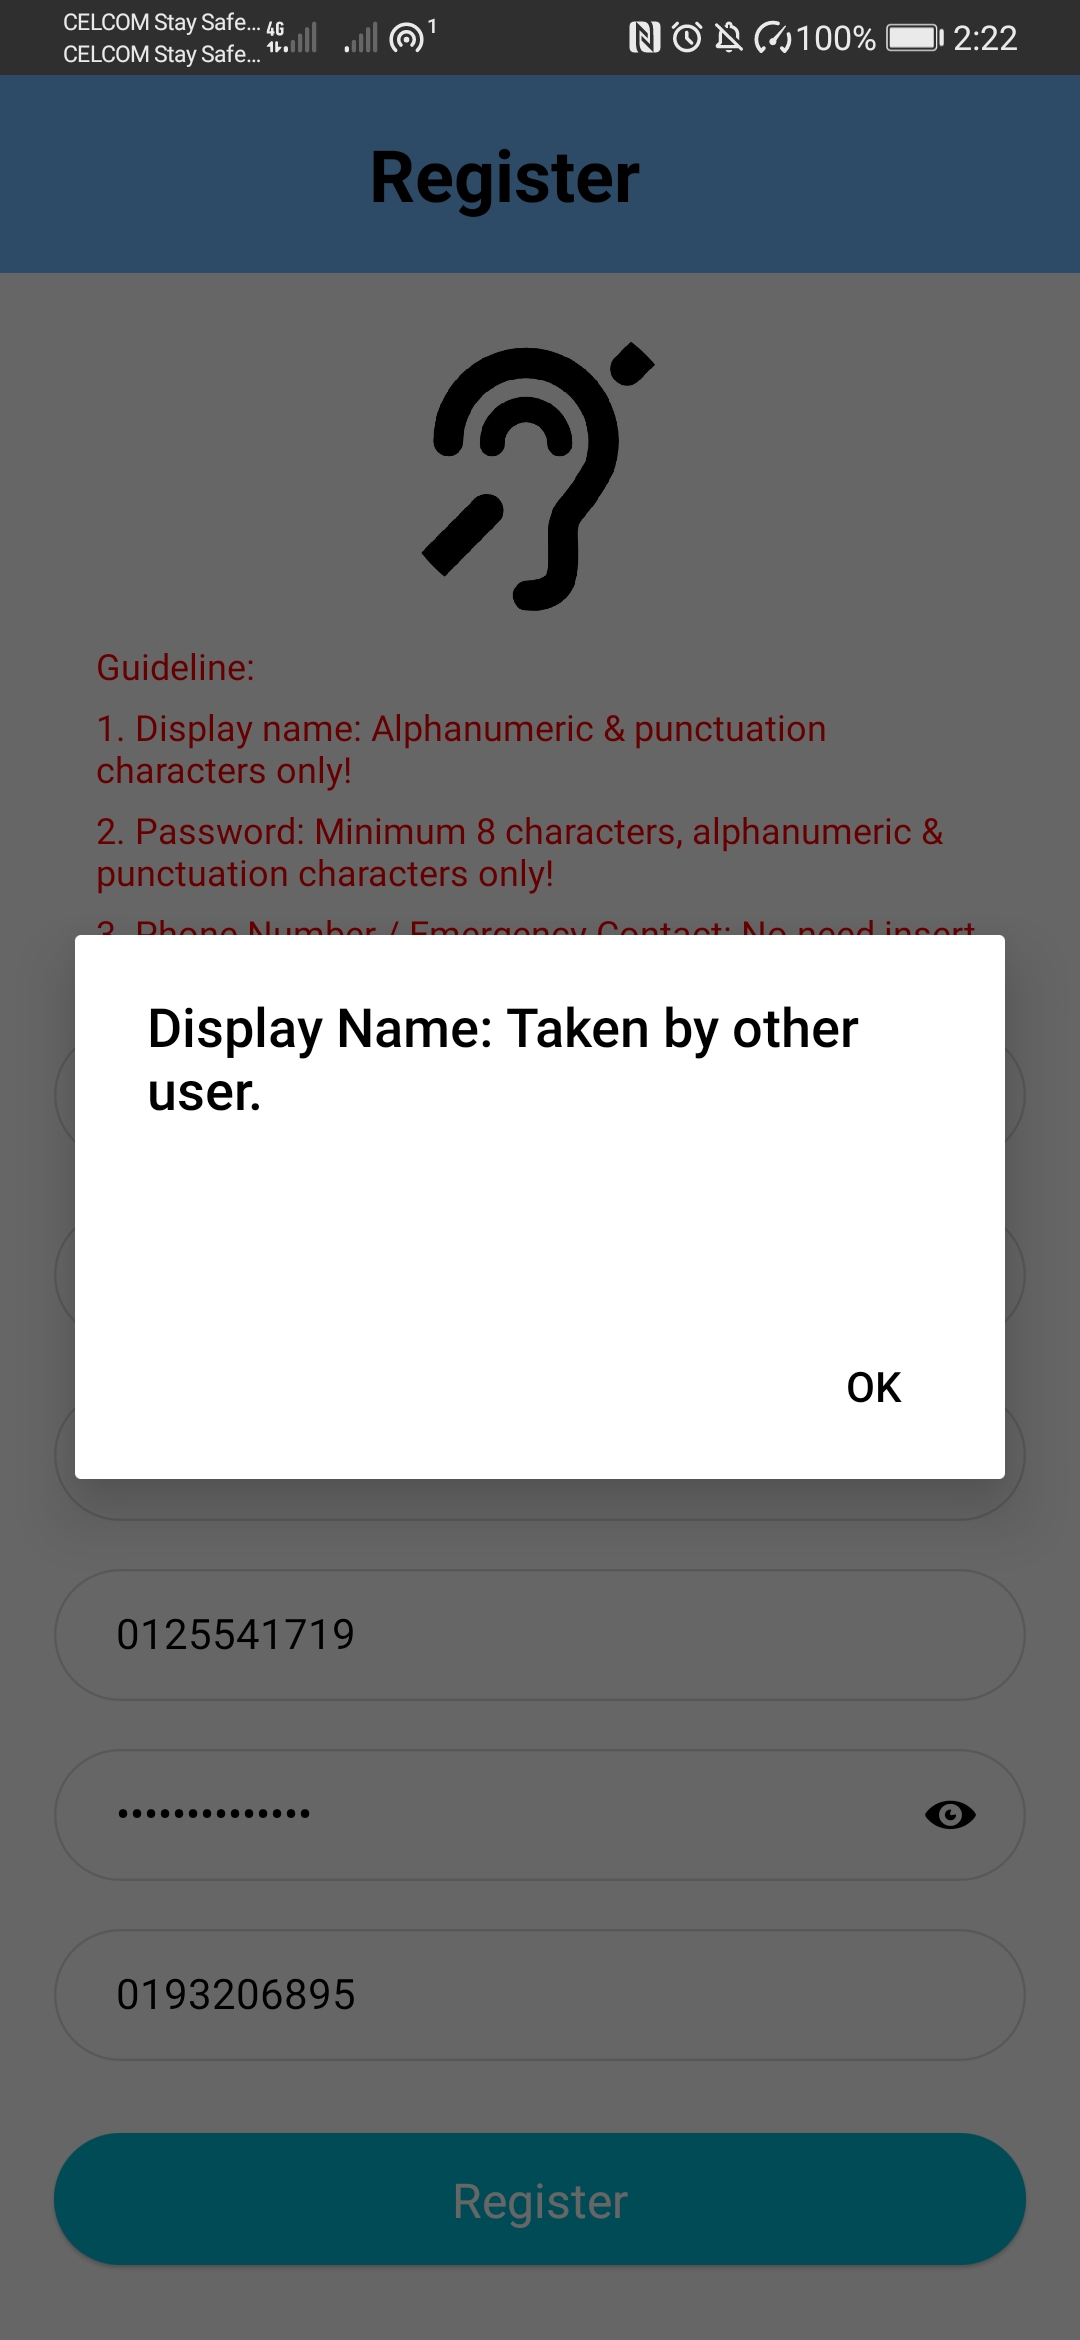 CELCOM Stay Safe... 4G 1 100% 2:22
CELCOM Stay Safe...
Register
Guideline:
1. Display name: Alphanumeric & punctuation
characters only!
2. Password: Minimum 8 characters, alphanumeric &
punctuation characters only!
3. Phone Number / Emergency Contact: No need insert
Display Name: Taken by other
user.
OK
0125541719
••••••••••••••
0193206895
Register